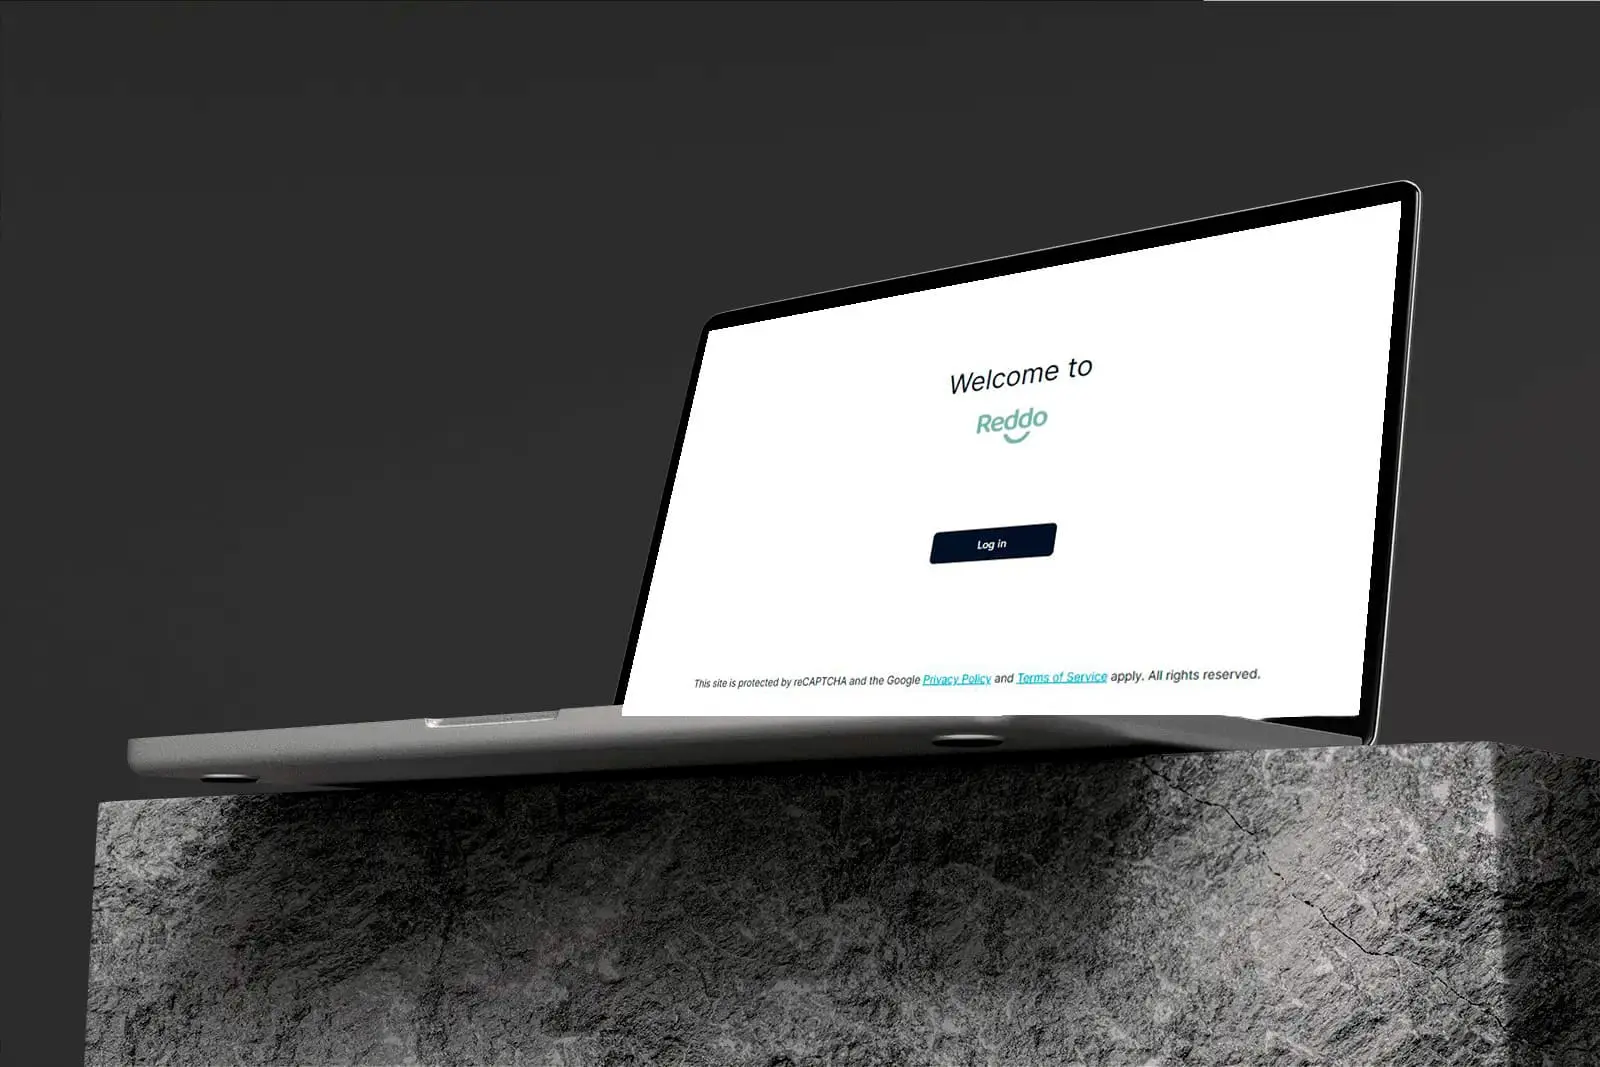 Welcome to
Reddo
Log in
This site is protected by reCAPTCHA and the Google Privacy Policy and Terms of Service apply. All rights reserved.